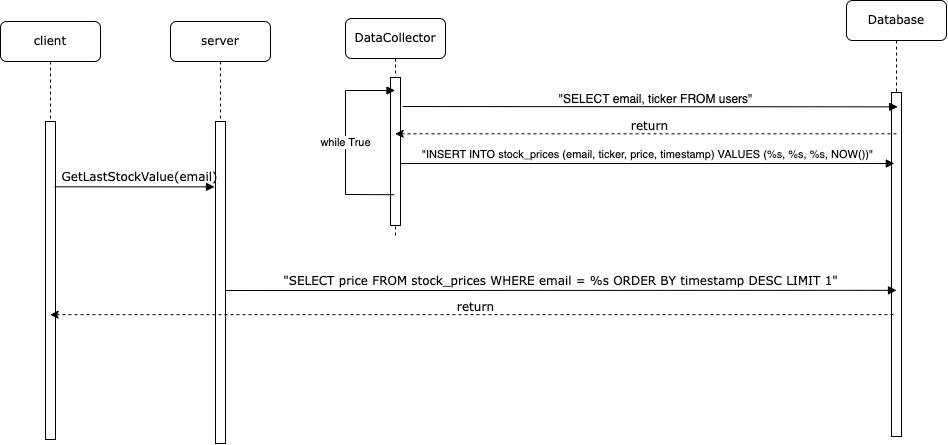 client
server
DataCollector
Database
"SELECT email, ticker FROM users"
return
while True
"INSERT INTO stock_prices (email, ticker, price, timestamp) VALUES (%s, %s, %s, NOW())"
GetLastStockValue(email)
"SELECT price FROM stock_prices WHERE email = %s ORDER BY timestamp DESC LIMIT 1"
return